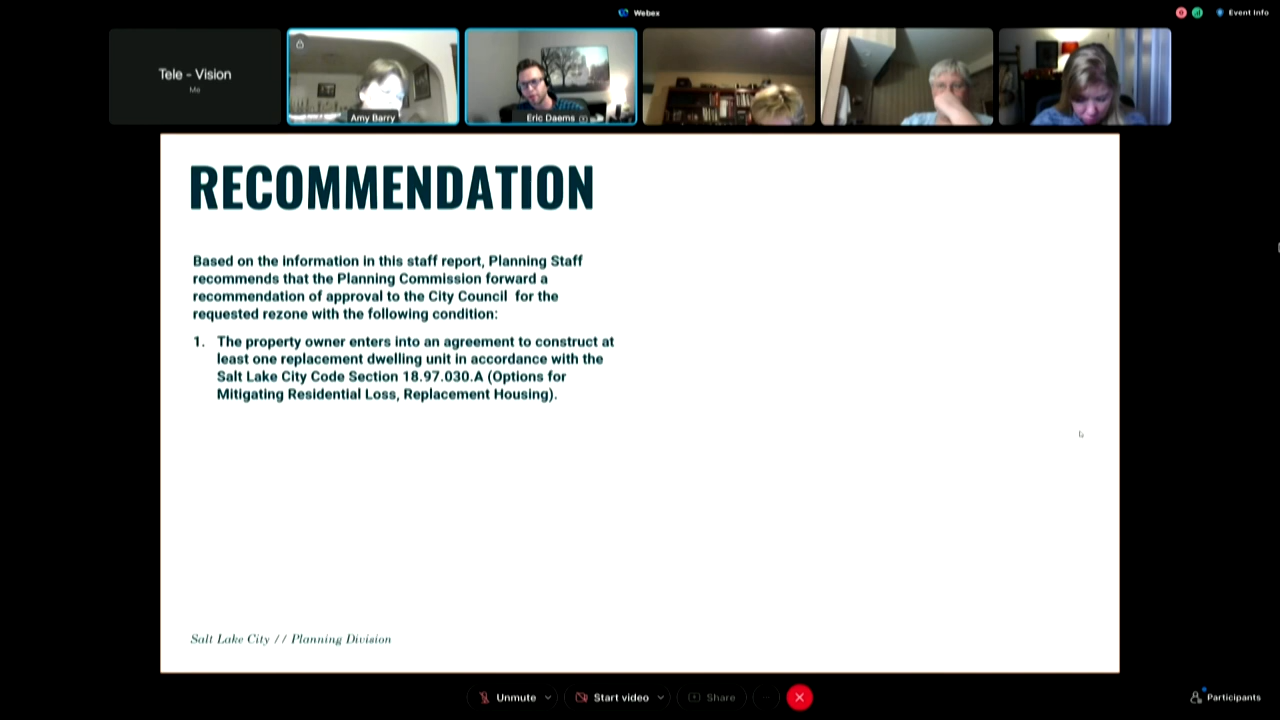 Webex
Event Info
Tele - Vision
Me
Amy Barry
Eric Daems
RECOMMENDATION
Based on the information in this staff report, Planning Staff
recommends that the Planning Commission forward a
recommendation of approval to the City Council for the
requested rezone with the following condition:
1. The property owner enters into an agreement to construct at
least one replacement dwelling unit in accordance with the
Salt Lake City Code Section 18.97.030.A (Options for
Mitigating Residential Loss, Replacement Housing).
Salt Lake City // Planning Division
Unmute
Start video
Share
Participants